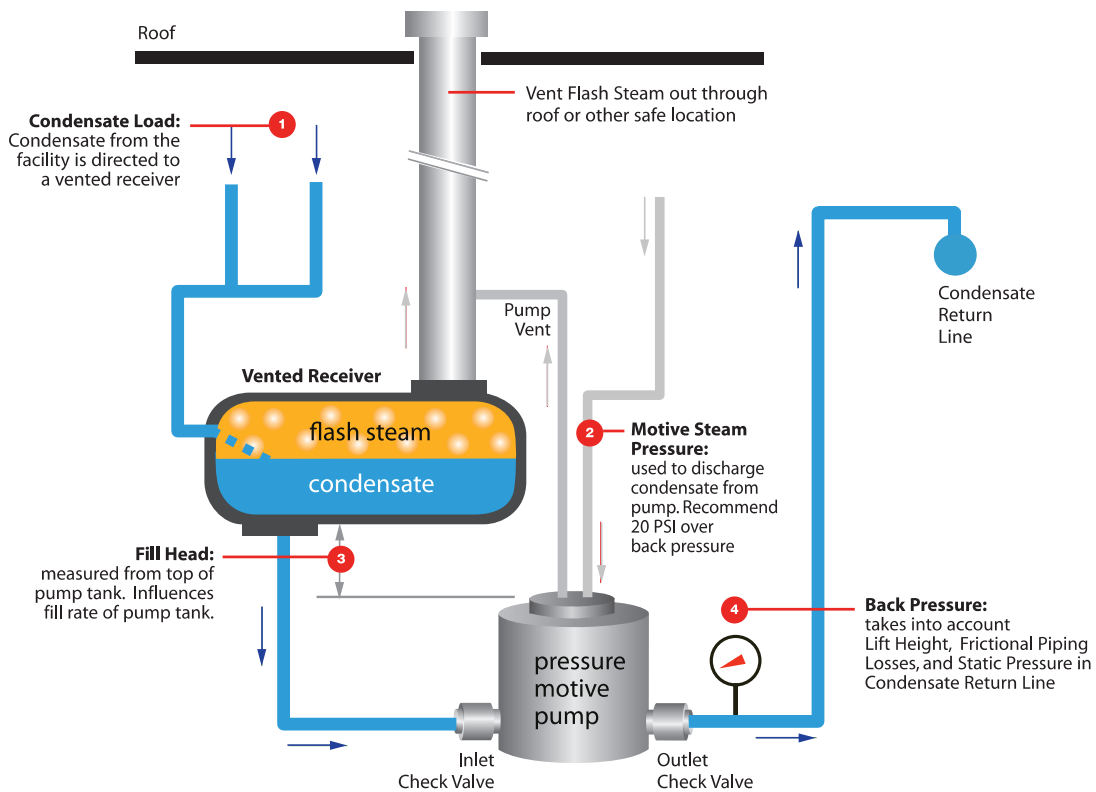 Roof
Vent Flash Steam out through
roof or other safe location
Condensate Load:
Condensate from the
facility is directed to
a vented receiver
1
Pump
Vent
Condensate
Return
Line
Vented Receiver
flash steam
condensate
2
Motive Steam
Pressure:
used to discharge
condensate from
pump. Recommend
20 PSI over
back pressure
Fill Head:
measured from top of
pump tank. Influences
fill rate of pump tank.
3
4
Back Pressure:
takes into account
Lift Height, Frictional Piping
Losses, and Static Pressure in
Condensate Return Line
pressure
motive
pump
Inlet
Check Valve
Outlet
Check Valve